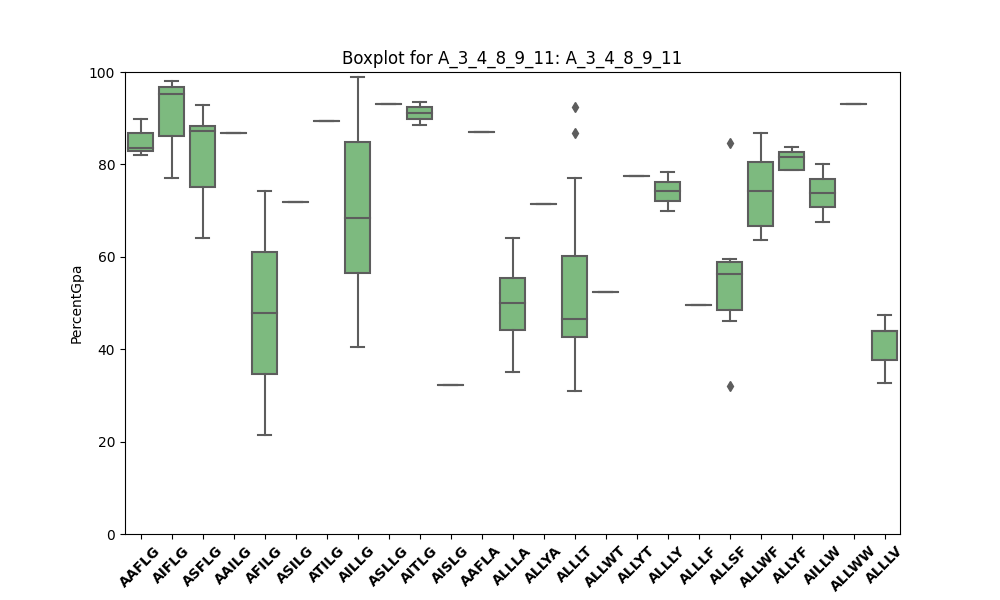 Boxplot for A_3_4_8_9_11: A_3_4_8_9_11
PercentGpa
100
80
60
40
20
0
AAFLG
AIFLG
ASFLG
AAILG
AFILG
ASILG
ATILG
AILLG
ASLLG
AITLG
AISLG
AAFLA
ALLLA
ALLYA
ALLLT
ALLWT
ALLYT
ALLLY
ALLLF
ALLSF
ALLWF
ALLYF
AILLW
ALLWW
ALLLV